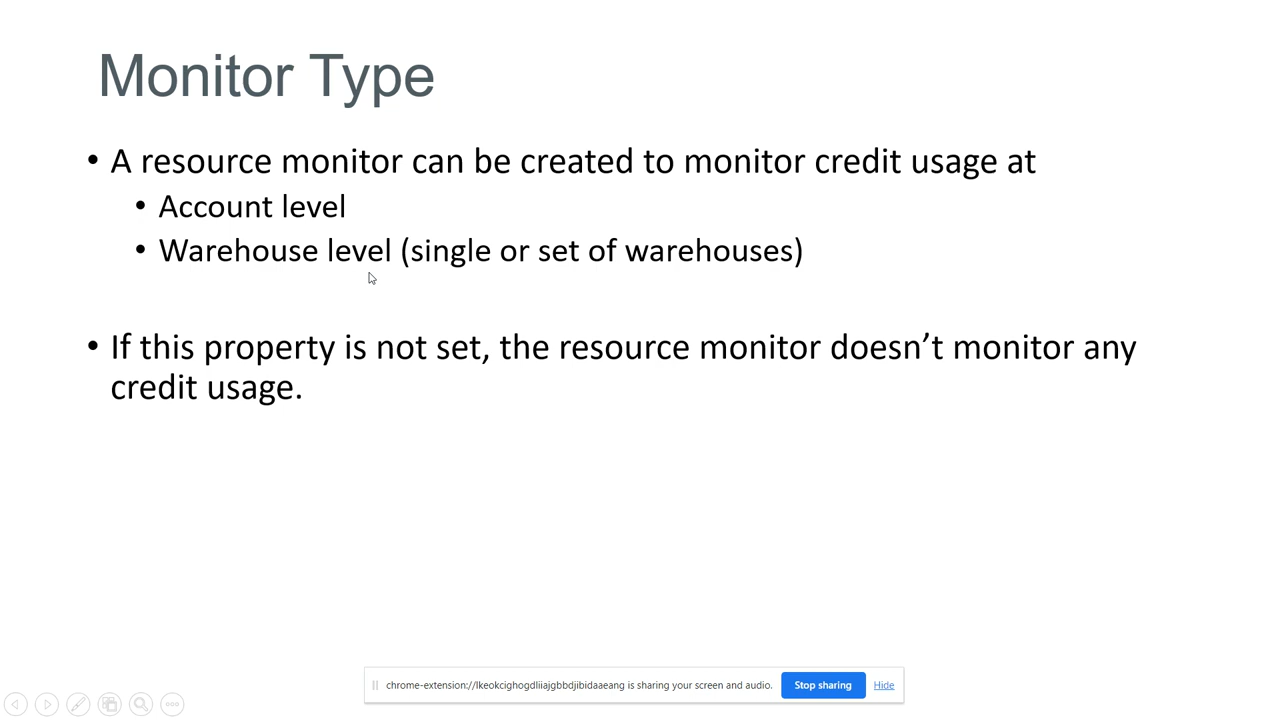 Monitor Type
• A resource monitor can be created to monitor credit usage at
• Account level
• Warehouse level (single or set of warehouses)
• If this property is not set, the resource monitor doesn’t monitor any
credit usage.
chrome-extension://lkeokcighogdliiajgbbdjibidaaeang is sharing your screen and audio.
Stop sharing
Hide